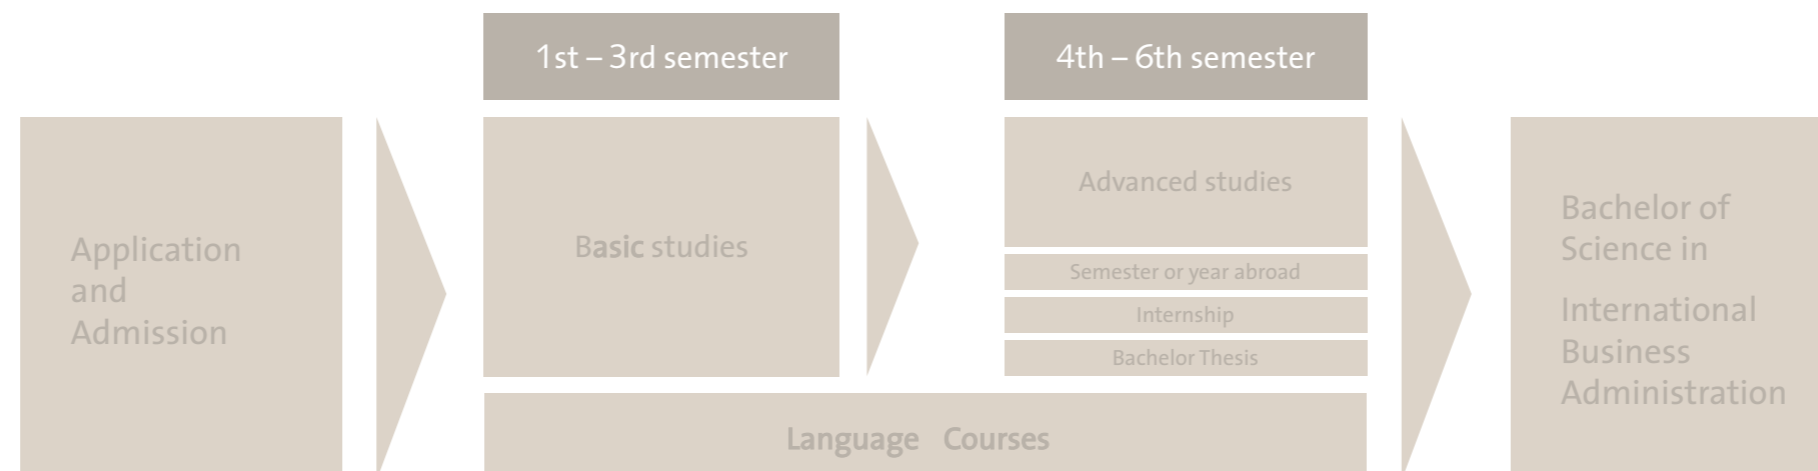 1st – 3rd semester
4th – 6th semester
Application
and
Admission
Basic studies
Advanced studies
Semester or year abroad
Internship
Bachelor Thesis
Language Courses
Bachelor of
Science in
International
Business
Administration